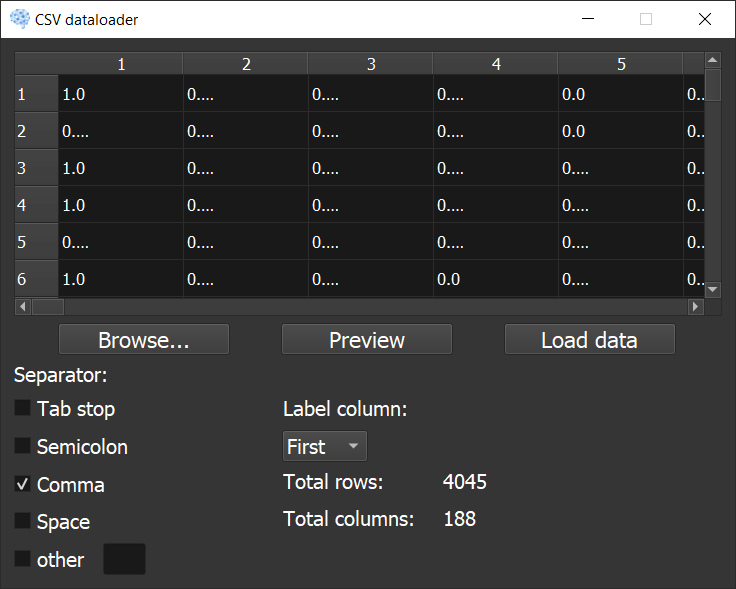 CSV dataloader
1 2 3 4 5
1 1.0 0.... 0.... 0.... 0.0 0..
2 0.... 0.... 0.... 0.... 0.0 0..
3 1.0 0.... 0.... 0.... 0.... 0..
4 1.0 0.... 0.... 0.... 0.... 0..
5 0.... 0.... 0.... 0.... 0.... 0..
6 1.0 0.... 0.... 0.0 0.... 0..
Browse... Preview Load data
Separator:
Tab stop Label column:
Semicolon First
Comma Total rows: 4045
Space Total columns: 188
other